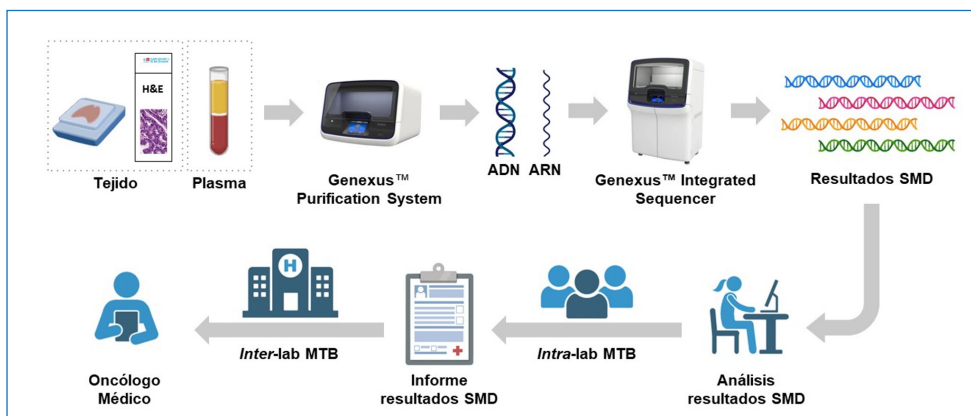 H&E
Tejido
Plasma
Genexus™
Purification System
ADN
ARN
Genexus™ Integrated
Sequencer
Resultados SMD
H
Inter-lab MTB
Intra-lab MTB
Oncólogo
Médico
Informe
resultados SMD
Análisis
resultados SMD